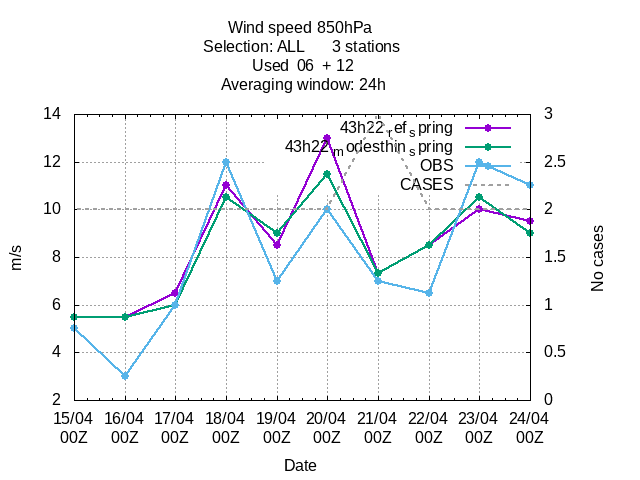 Wind speed 850hPa
Selection: ALL 3 stations
Used 06 + 12
Averaging window: 24h
14 3
43h22_ref_spring
43h22_modesthin_spring
12 2.5
OBS
CASES
10 2
8 1.5
m/s
No cases
6 1
4 0.5
2 0
15/04 16/04 17/04 18/04 19/04 20/04 21/04 22/04 23/04 24/04
00Z 00Z 00Z 00Z 00Z 00Z 00Z 00Z 00Z 00Z
Date